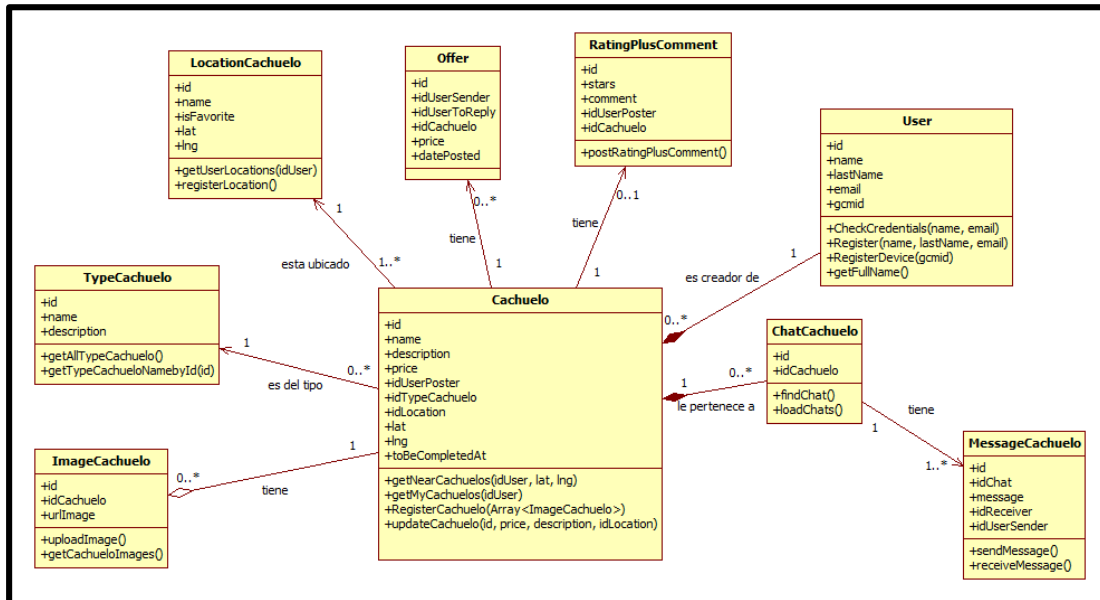 LocationCachuelo
+id
+name
+isFavorite
+lat
+lng
+getUserLocations(idUser)
+registerLocation()
Offer
+id
+idUserSender
+idUserToReply
+idCachuelo
+price
+datePosted
RatingPlusComment
+id
+stars
+comment
+idUserPoster
+idCachuelo
+postRatingPlusComment()
User
+id
+name
+lastName
+email
+gcmid
+CheckCredentials(name, email)
+Register(name, lastName, email)
+RegisterDevice(gcmid)
+getFullName()
1
esta ubicado
1..*
0..*
tiene
1
0..1
tiene
1
1
es creador de
0..*
TypeCachuelo
+id
+name
+description
+getAllTypeCachuelo()
+getTypeCachueloNamebyId(id)
1
es del tipo
0..*
Cachuelo
+id
+name
+description
+price
+idUserPoster
+idTypeCachuelo
+idLocation
+lat
+lng
+toBeCompletedAt
+getNearCachuelos(idUser, lat, lng)
+getMyCachuelos(idUser)
+RegisterCachuelo(Array<ImageCachuelo>)
+updateCachuelo(id, price, description, idLocation)
1
le pertenece a
0..*
ChatCachuelo
+id
+idCachuelo
+findChat()
+loadChats()
tiene
1
1..*
ImageCachuelo
+id
+idCachuelo
+urlImage
+uploadImage()
+getCachueloImages()
0..*
tiene
1
MessageCachuelo
+id
+idChat
+message
+idReceiver
+idUserSender
+sendMessage()
+receiveMessage()